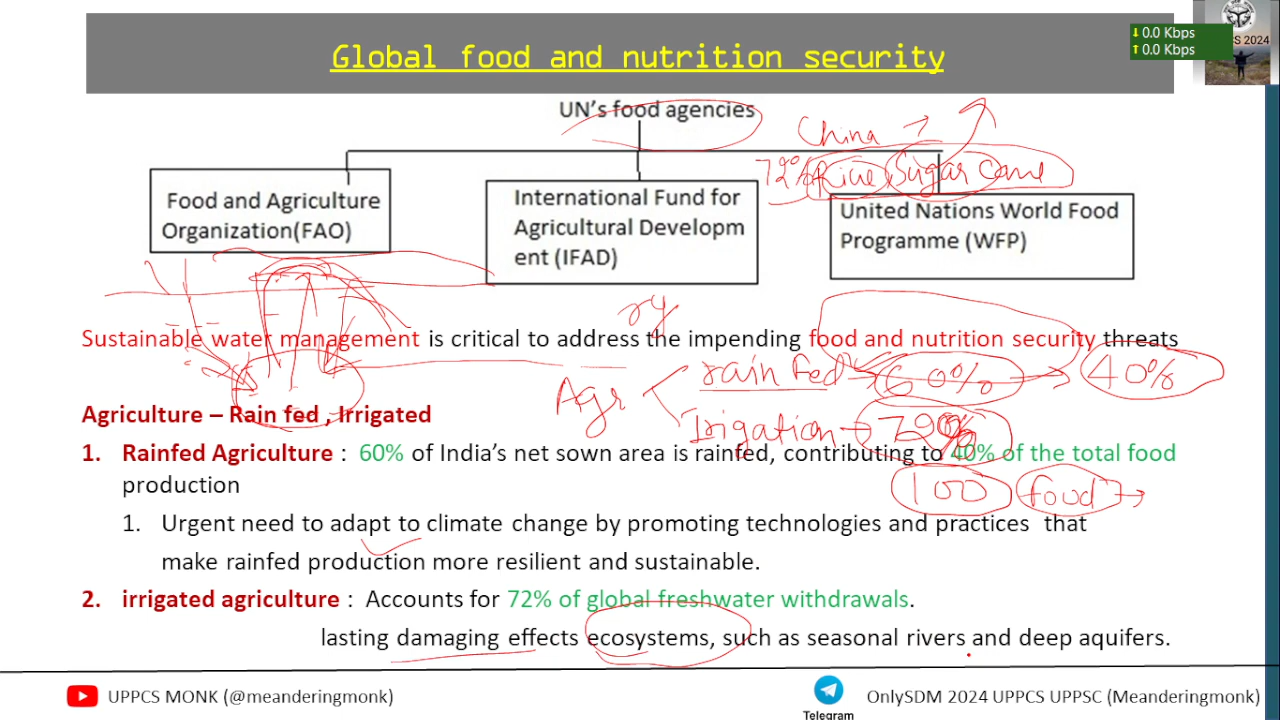 Global food and nutrition security
↓ 0.0 Kbps
↑ 0.0 Kbps
CS 2024
UN's food agencies
China →
72% Rice Sugar cane
Food and Agriculture
Organization(FAO)
International Fund for
Agricultural Developm
ent (IFAD)
United Nations World Food
Programme (WFP)
Sustainable water management is critical to address the impending food and nutrition security threats
Agr
rain fed → 60% → 40%
Irigation → 72%
100 food →
Agriculture – Rain fed , Irrigated
1. Rainfed Agriculture : 60% of India's net sown area is rainfed, contributing to 40% of the total food
production
1. Urgent need to adapt to climate change by promoting technologies and practices that
make rainfed production more resilient and sustainable.
2. irrigated agriculture : Accounts for 72% of global freshwater withdrawals.
lasting damaging effects ecosystems, such as seasonal rivers and deep aquifers.
UPPCS MONK (@meanderingmonk)
Telegram
OnlySDM 2024 UPPCS UPPSC (Meanderingmonk)